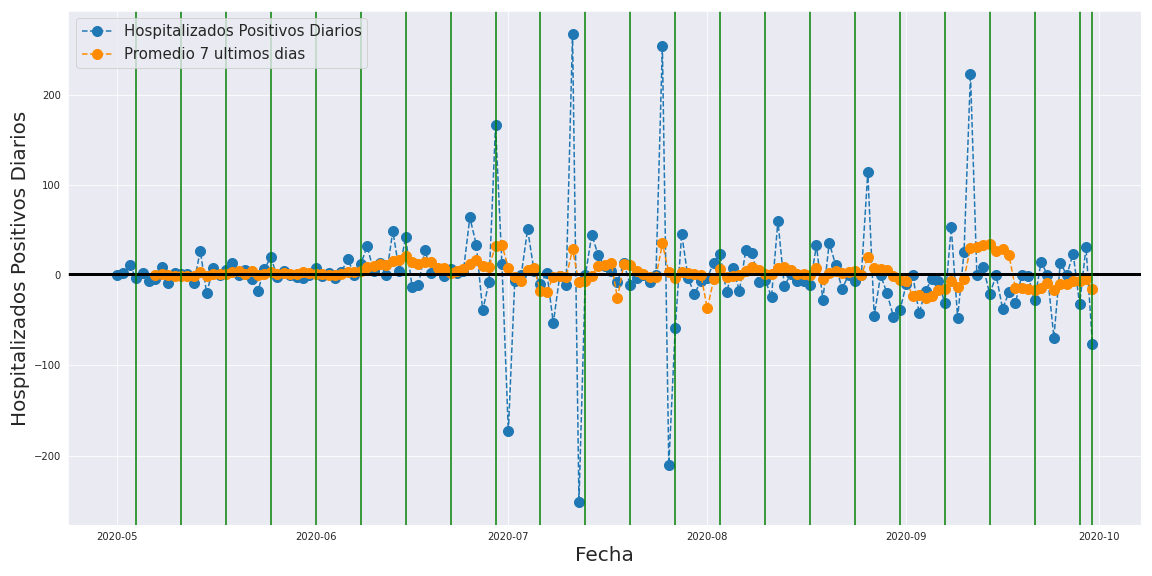 Hospitalizados Positivos Diarios
Promedio 7 ultimos dias
Hospitalizados Positivos Diarios
200
100
0
−100
−200
2020-05
2020-06
2020-07
2020-08
2020-09
2020-10
Fecha